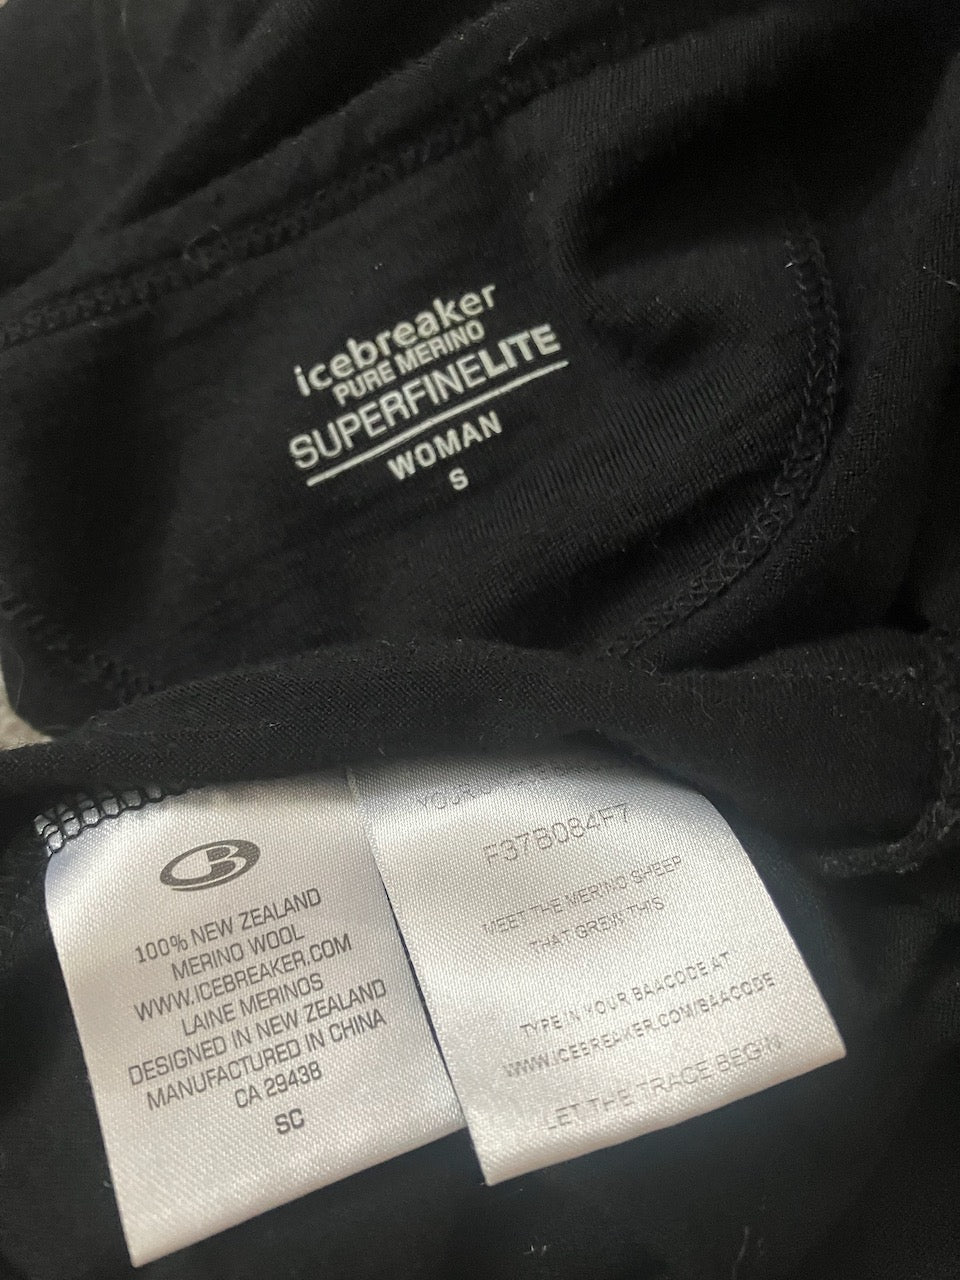 icebreaker
PURE MERINO
SUPERFINELITE
WOMAN
S
100% NEW ZEALAND
MERINO WOOL
WWW.ICEBREAKER.COM
LAINE MERINOS
DESIGNED IN NEW ZEALAND
MANUFACTURED IN CHINA
CA 29438
SC
YOUR
F37B084F7
MEET THE MERINO SHEEP
THAT GREW THIS
TYPE IN YOUR BAACODE AT
WWW.ICEBREAKER.COM/BAACODE
LET THE TRACE BEGIN